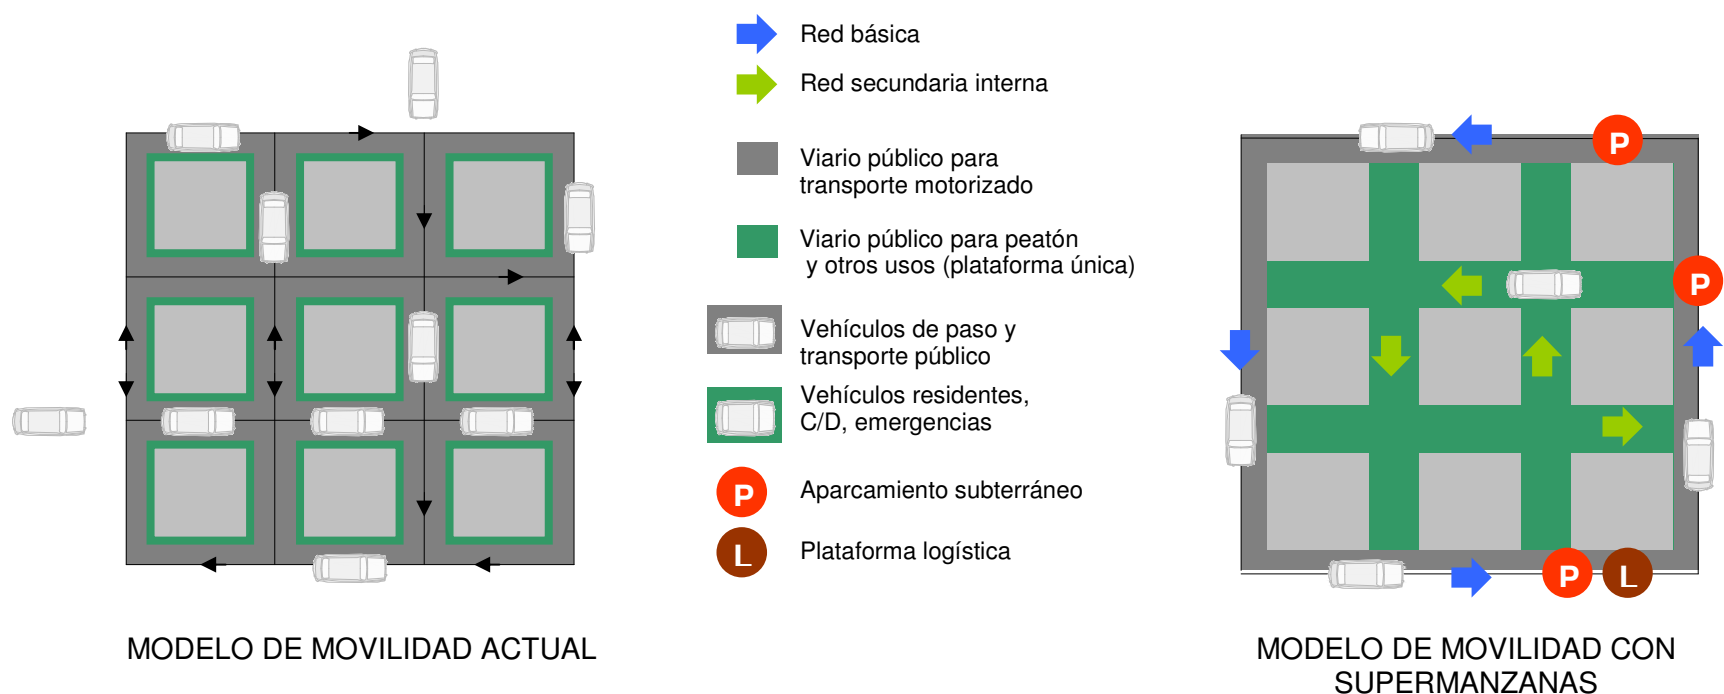 Red básica
Red secundaria interna
Viario público para
transporte motorizado
Viario público para peatón
y otros usos (plataforma única)
Vehículos de paso y
transporte público
Vehículos residentes,
C/D, emergencias
P
Aparcamiento subterráneo
L
Plataforma logística
MODELO DE MOVILIDAD ACTUAL
P
P
P
L
MODELO DE MOVILIDAD CON
SUPERMANZANAS